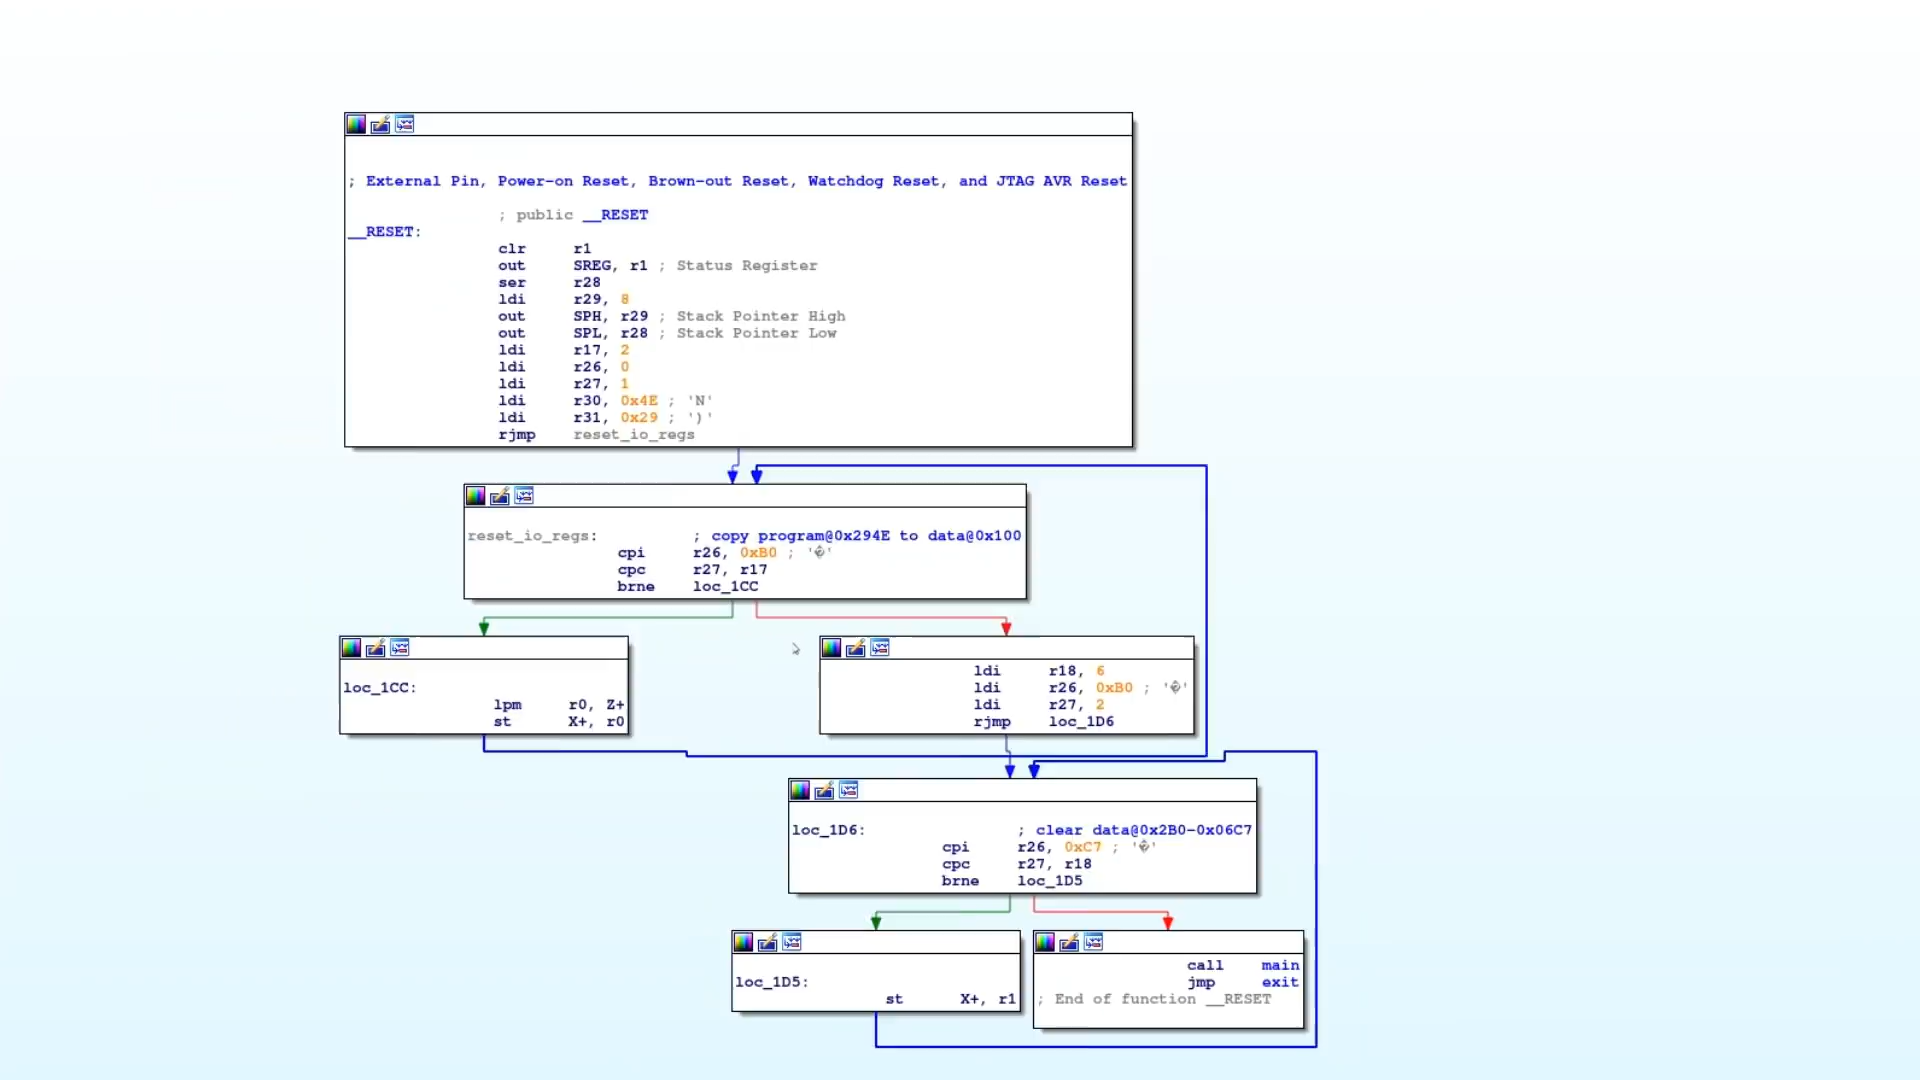 ; External Pin, Power-on Reset, Brown-out Reset, Watchdog Reset, and JTAG AVR Reset
; public __RESET
__RESET:
clr r1
out SREG, r1 ; Status Register
ser r28
ldi r29, 8
out SPH, r29 ; Stack Pointer High
out SPL, r28 ; Stack Pointer Low
ldi r17, 2
ldi r26, 0
ldi r27, 1
ldi r30, 0x4E ; 'N'
ldi r31, 0x29 ; ')'
rjmp reset_io_regs
reset_io_regs: ; copy program@0x294E to data@0x100
cpi r26, 0xB0 ; '�'
cpc r27, r17
brne loc_1CC
loc_1CC:
lpm r0, Z+
st X+, r0
ldi r18, 6
ldi r26, 0xB0 ; '�'
ldi r27, 2
rjmp loc_1D6
loc_1D6: ; clear data@0x2B0-0x06C7
cpi r26, 0xC7 ; '�'
cpc r27, r18
brne loc_1D5
loc_1D5:
st X+, r1
call main
jmp exit
; End of function __RESET